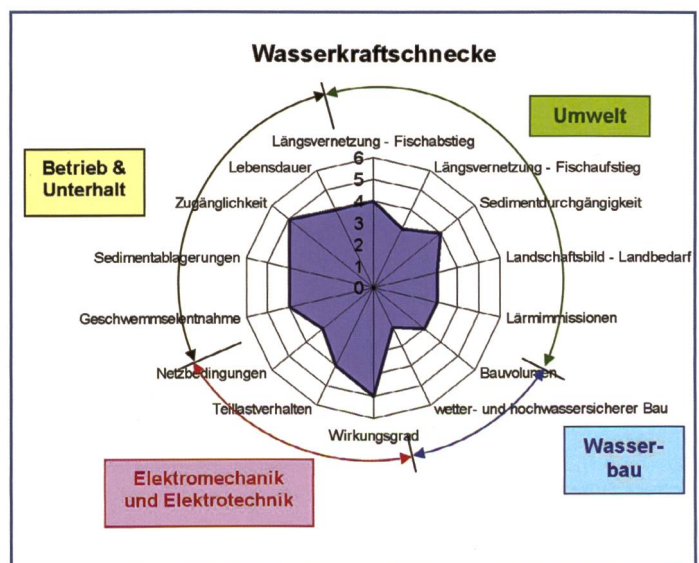 Wasserkraftschnecke
Umwelt
Betrieb &
Unterhalt
Längsvernetzung - Fischabstieg
Lebensdauer
Längsvernetzung - Fischaufstieg
Zugänglichkeit
Sedimentdurchgängigkeit
Sedimentablagerungen
Landschaftsbild - Landbedarf
Geschwemmselentnahme
Lärmimmissionen
Netzbedingungen
Bauvolumen
Teillastverhalten
wetter- und hochwassersicherer Bau
Wirkungsgrad
6
5
4
3
2
1
0
Elektromechanik
und Elektrotechnik
Wasser-
bau